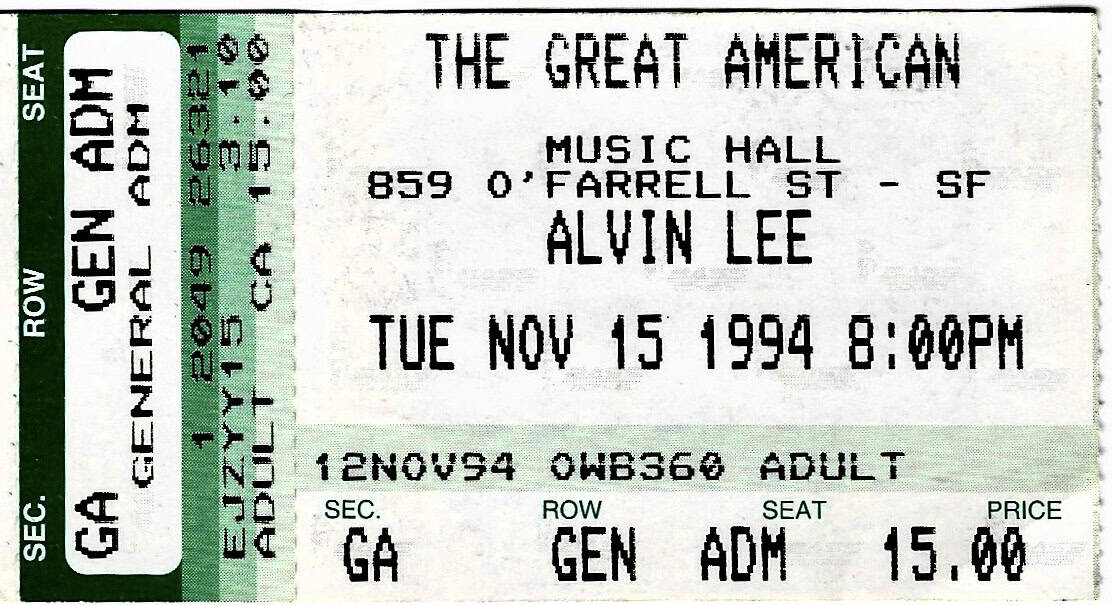 SEC. ROW SEAT
GA GEN ADM
GENERAL ADM
1 2049 26321
EJZYY15 3.10
ADULT CA 15.00
THE GREAT AMERICAN
MUSIC HALL
859 O'FARRELL ST - SF
ALVIN LEE
TUE NOV 15 1994 8:00PM
12NOV94 OWB360 ADULT
SEC. ROW SEAT PRICE
GA GEN ADM 15.00